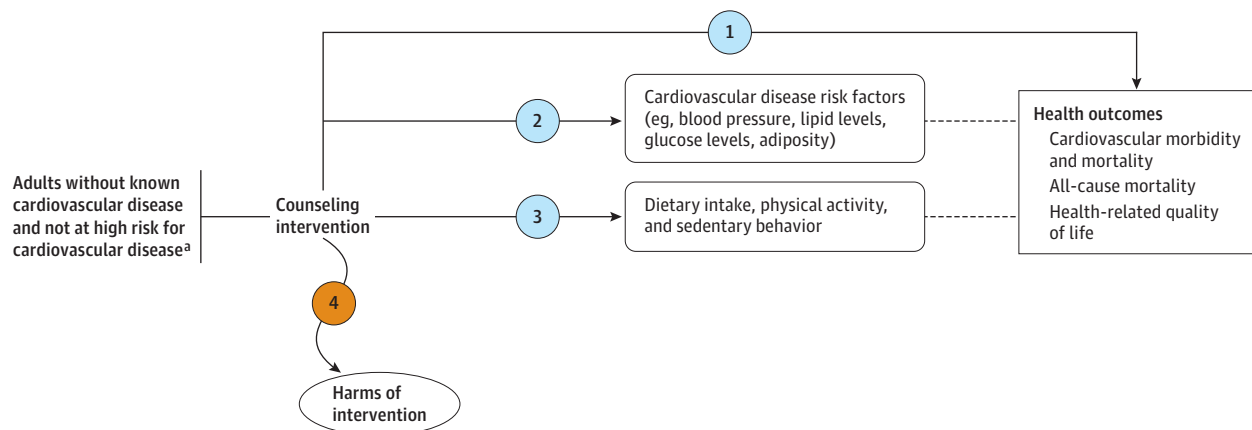 1
2
Cardiovascular disease risk factors
(eg, blood pressure, lipid levels,
glucose levels, adiposity)
Health outcomes
Cardiovascular morbidity
and mortality
All-cause mortality
Health-related quality
of life
Adults without known
cardiovascular disease
and not at high risk for
cardiovascular diseaseᵃ
Counseling
intervention
3
Dietary intake, physical activity,
and sedentary behavior
4
Harms of
intervention